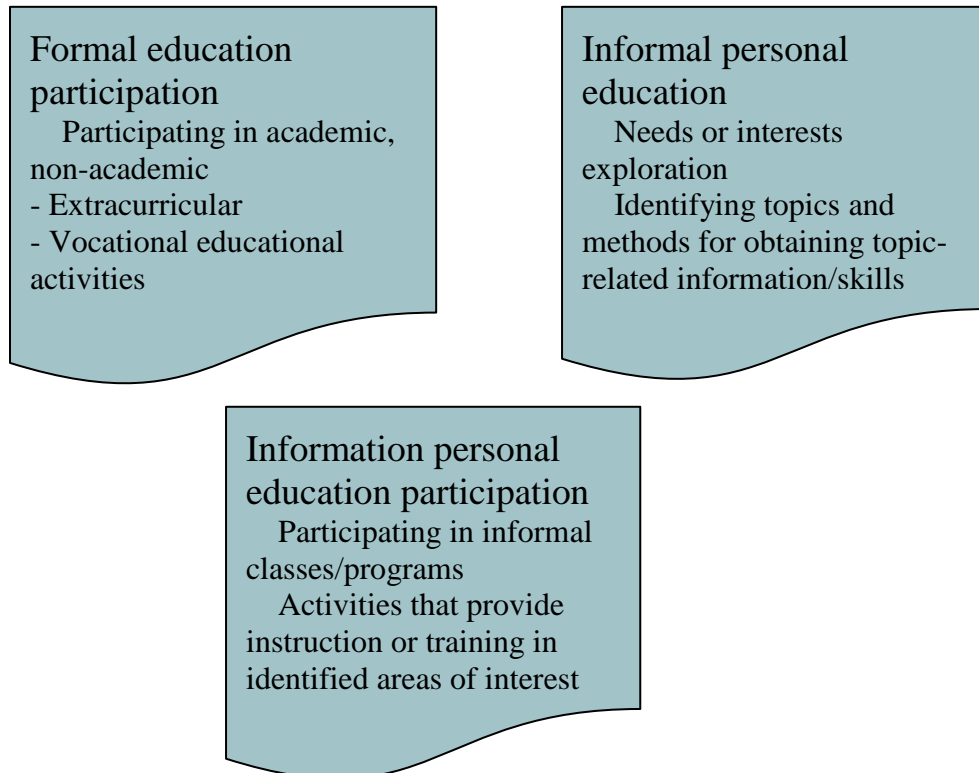 Formal education
participation
Participating in academic,
non-academic
- Extracurricular
- Vocational educational
activities
Informal personal
education
Needs or interests
exploration
Identifying topics and
methods for obtaining topic-
related information/skills
Information personal
education participation
Participating in informal
classes/programs
Activities that provide
instruction or training in
identified areas of interest